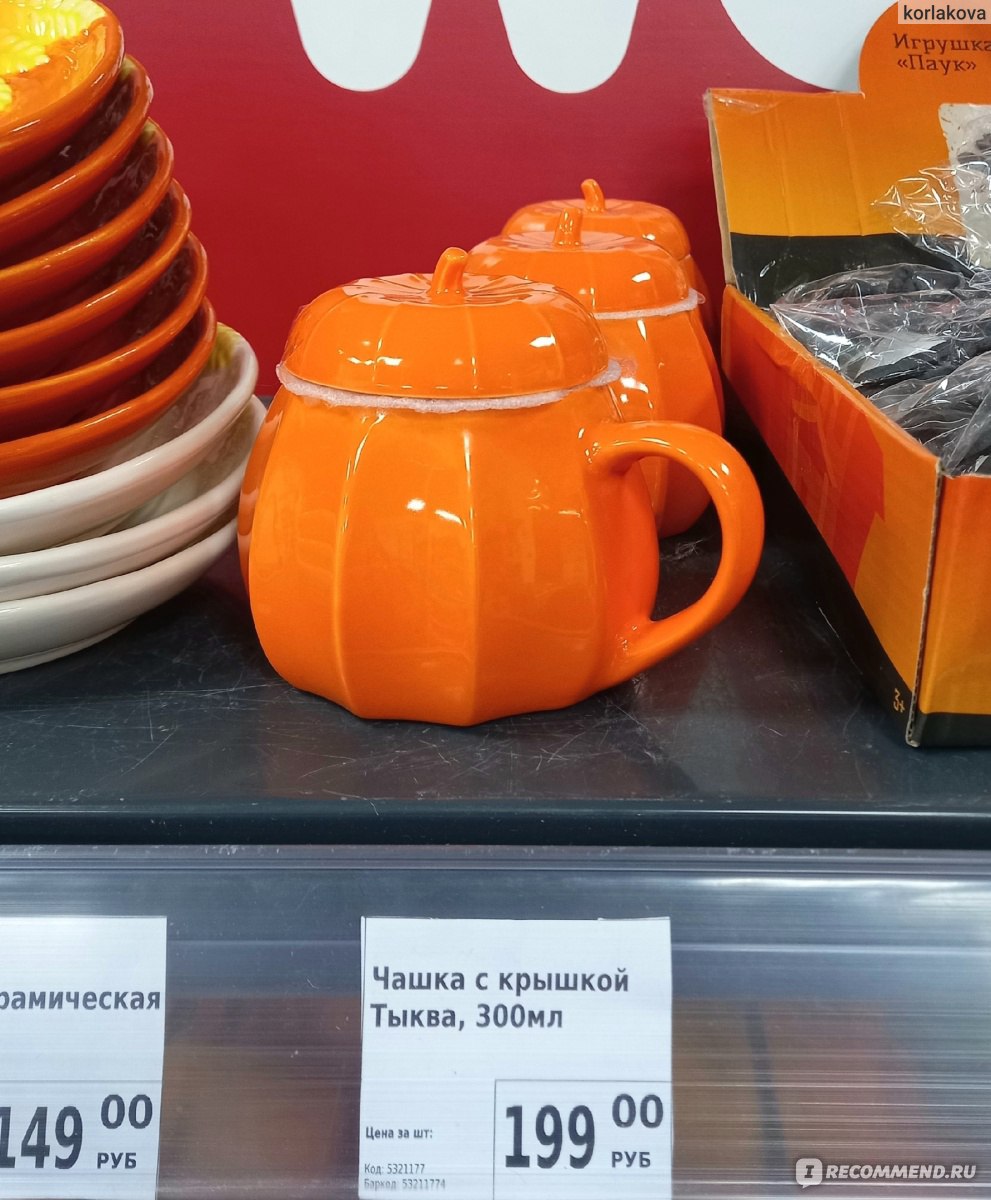 korlakova
Игрушка
«Паук»
рамическая
149 00
РУБ
Чашка с крышкой
Тыква, 300мл
Цена за шт:
199 00
РУБ
Код: 5321177
Баркод: 53211774
I RECOMMEND.RU